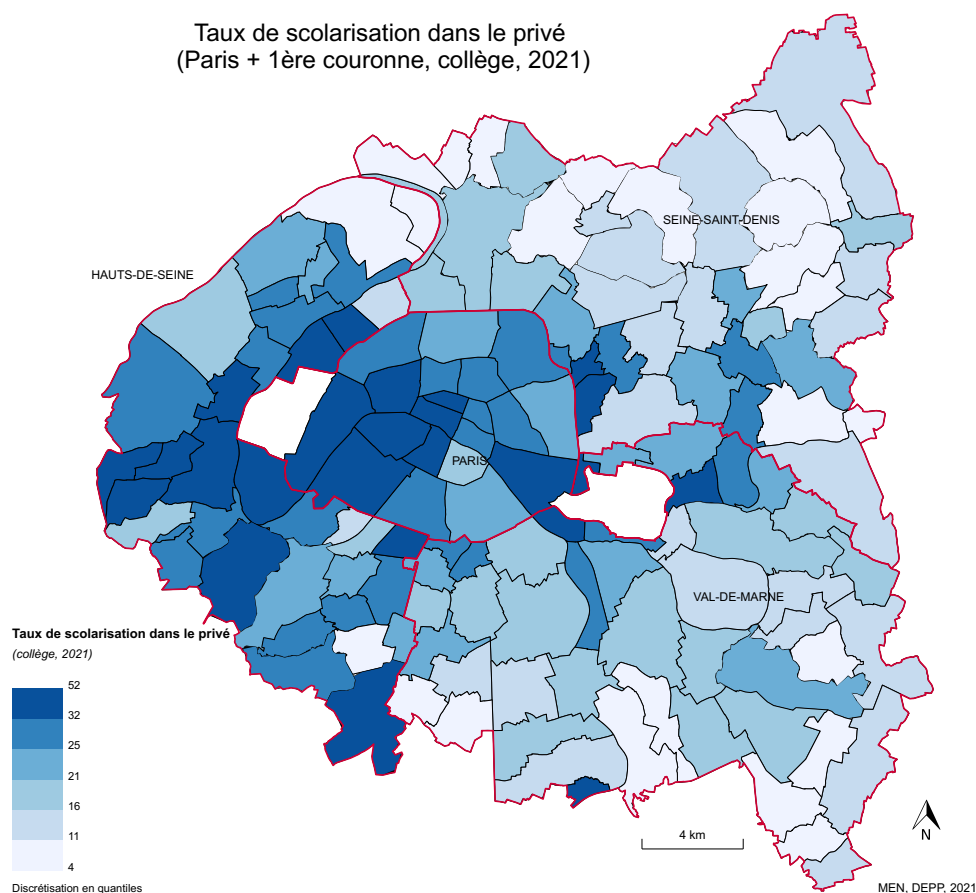 Taux de scolarisation dans le privé
(Paris + 1ère couronne, collège, 2021)
SEINE-SAINT-DENIS
HAUTS-DE-SEINE
PARIS
VAL-DE-MARNE
Taux de scolarisation dans le privé
(collège, 2021)
52
32
25
21
16
11
4
4 km
N
Discrétisation en quantiles
MEN, DEPP, 2021